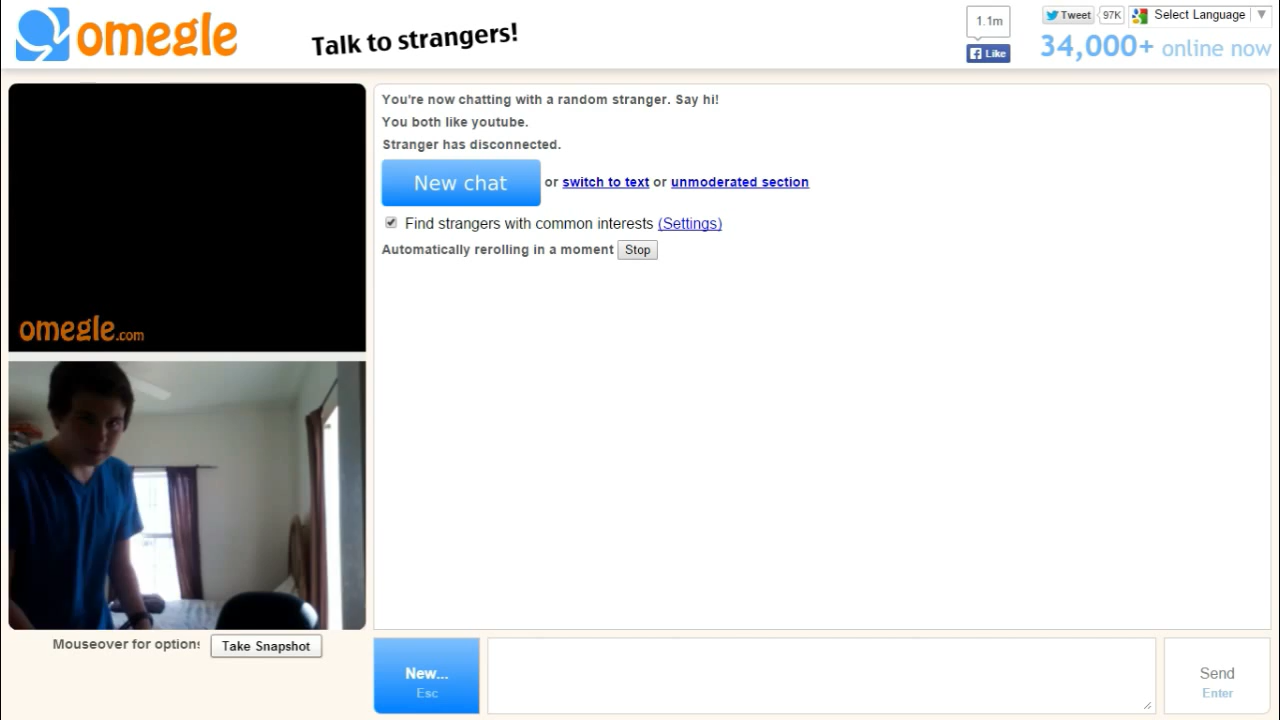 omegle
Talk to strangers!
1.1m
Like
Tweet
97K
Select Language
34,000+ online now
You're now chatting with a random stranger. Say hi!
You both like youtube.
Stranger has disconnected.
New chat or switch to text or unmoderated section
Find strangers with common interests (Settings)
Automatically rerolling in a moment Stop
omegle.com
Mouseover for options
Take Snapshot
New...
Esc
Send
Enter